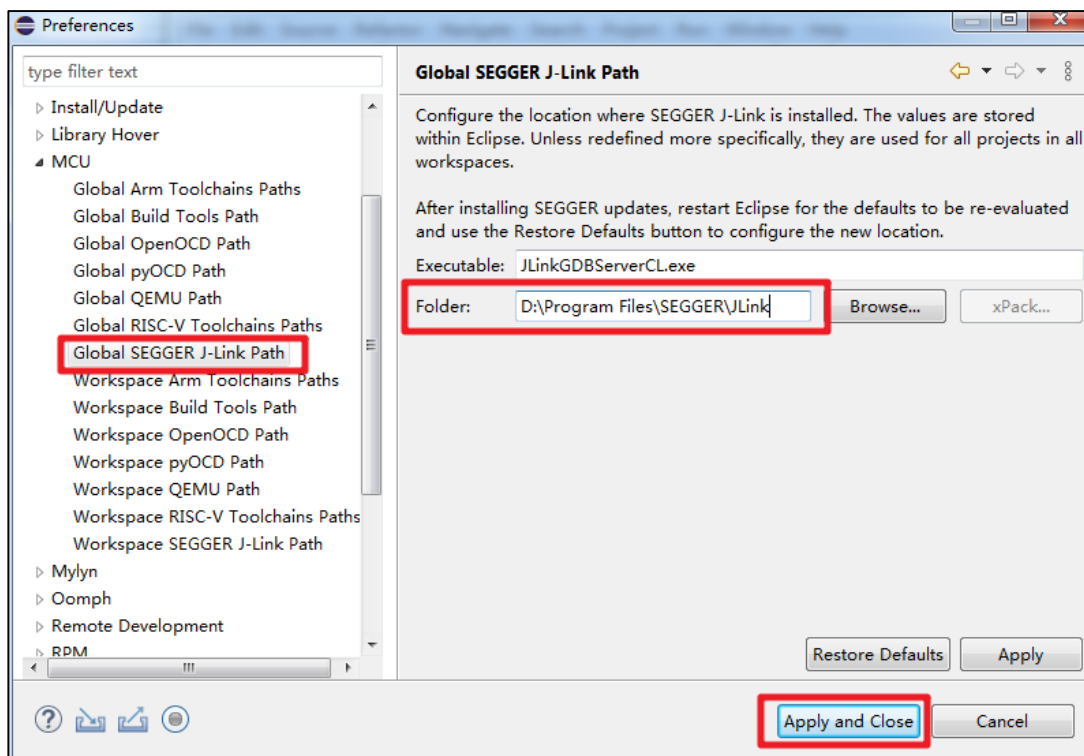 Preferences
type filter text
Install/Update
Library Hover
MCU
Global Arm Toolchains Paths
Global Build Tools Path
Global OpenOCD Path
Global pyOCD Path
Global QEMU Path
Global RISC-V Toolchains Paths
Global SEGGER J-Link Path
Workspace Arm Toolchains Paths
Workspace Build Tools Path
Workspace OpenOCD Path
Workspace pyOCD Path
Workspace QEMU Path
Workspace RISC-V Toolchains Paths
Workspace SEGGER J-Link Path
Mylyn
Oomph
Remote Development
RPM
Global SEGGER J-Link Path
Configure the location where SEGGER J-Link is installed. The values are stored
within Eclipse. Unless redefined more specifically, they are used for all projects in all
workspaces.
After installing SEGGER updates, restart Eclipse for the defaults to be re-evaluated
and use the Restore Defaults button to configure the new location.
Executable: JLinkGDBServerCL.exe
Folder: D:\Program Files\SEGGER\JLink Browse... xPack...
Restore Defaults Apply
Apply and Close Cancel